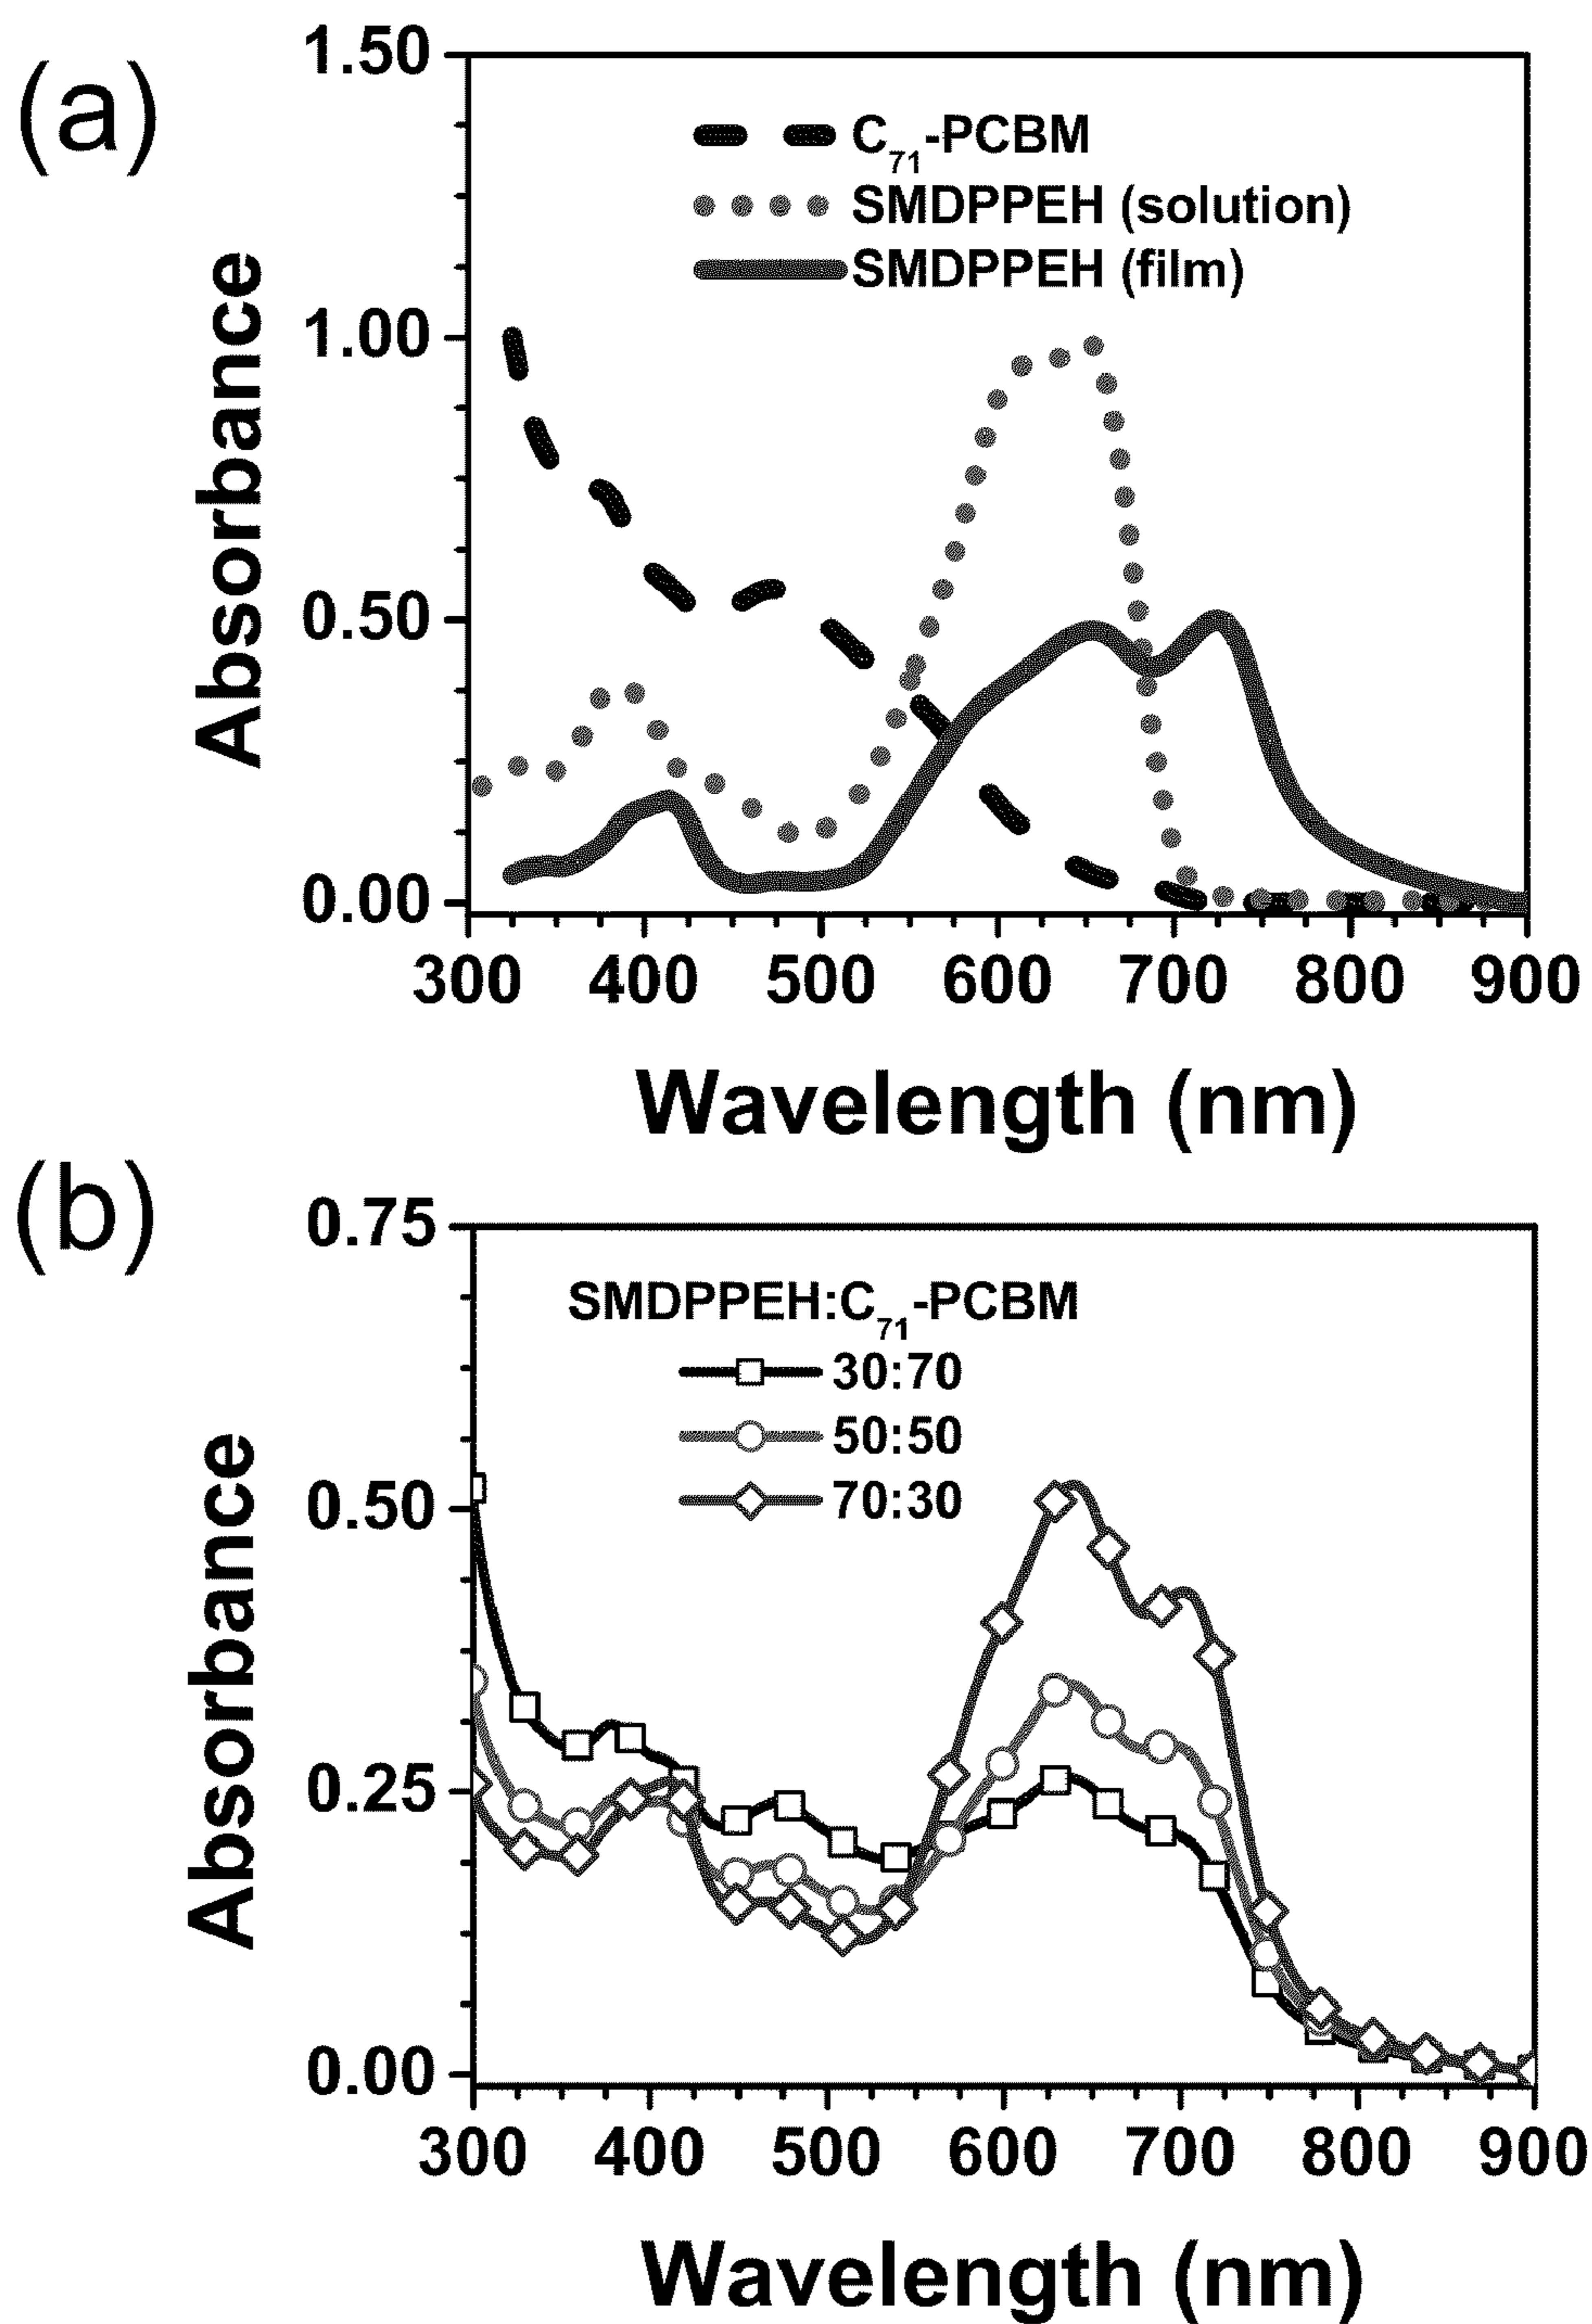 (a)
1.50
1.00
0.50
0.00
Absorbance
C71-PCBM
SMDPPEH (solution)
SMDPPEH (film)
300 400 500 600 700 800 900
Wavelength (nm)
(b)
0.75
0.50
0.25
0.00
Absorbance
SMDPPEH:C71-PCBM
30:70
50:50
70:30
300 400 500 600 700 800 900
Wavelength (nm)